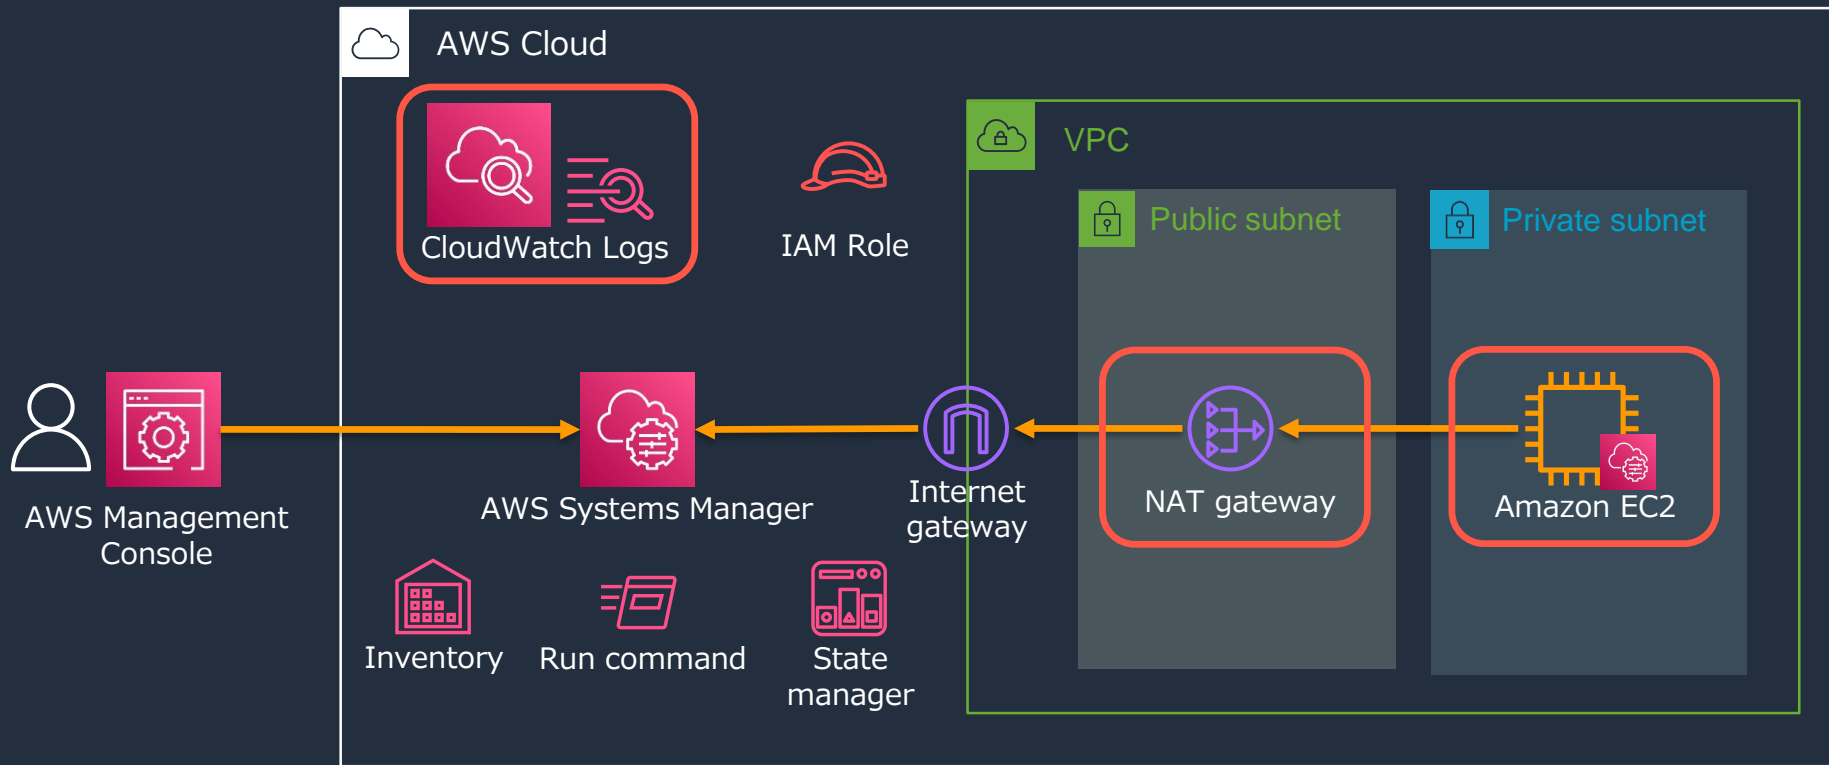 AWS Cloud
CloudWatch Logs
IAM Role
VPC
Public subnet
Private subnet
AWS Management
Console
AWS Systems Manager
Internet
gateway
NAT gateway
Amazon EC2
Inventory
Run command
State
manager